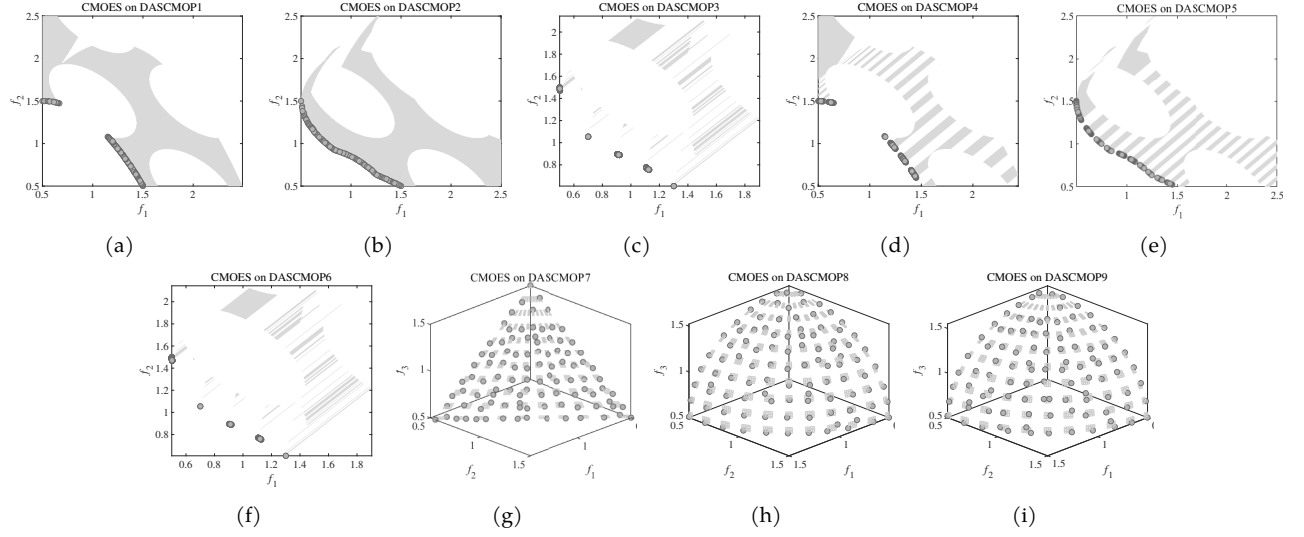 CMOES on DASCMOP1
2.5
2
f2
1.5
1
0.5
0.5
1
1.5
2
f1
(a)
CMOES on DASCMOP2
2.5
2
f2
1.5
1
0.5
1
1.5
2
2.5
f1
(b)
CMOES on DASCMOP3
2
1.8
1.6
f2
1.4
1.2
1
0.8
0.6
0.8
1
1.2
1.4
1.6
1.8
f1
(c)
CMOES on DASCMOP4
2.5
2
f2
1.5
1
0.5
0.5
1
1.5
2
f1
(d)
CMOES on DASCMOP5
2.5
2
f2
1.5
1
0.5
1
1.5
2
2.5
f1
(e)
CMOES on DASCMOP6
2
1.8
1.6
f2
1.4
1.2
1
0.8
0.6
0.8
1
1.2
1.4
1.6
1.8
f1
(f)
CMOES on DASCMOP7
1.5
f3
1
0.5
0.5
1
1
f2
1.5
f1
(g)
CMOES on DASCMOP8
1.5
f3
1
0.5
0.5
1
1
f2
1.5
1.5
f1
(h)
CMOES on DASCMOP9
1.5
f3
1
0.5
0.5
1
1
f2
1.5
1.5
f1
(i)